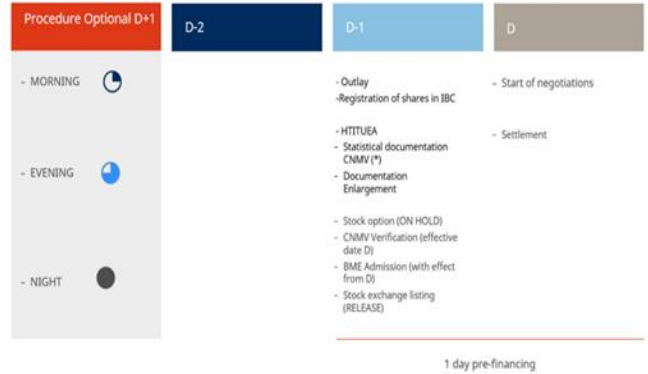 Procedure Optional D+1
D-2
D-1
D
- MORNING
- Outlay
-Registration of shares in IBC
- Start of negotiations
- EVENING
- HTITUEA
- Statistical documentation
CNMV (*)
- Documentation
Enlargement
- Settlement
- NIGHT
- Stock option (ON HOLD)
- CNMV Verification (effective
date D)
- BME Admission (with effect
from D)
- Stock exchange listing
(RELEASE)
1 day pre-financing